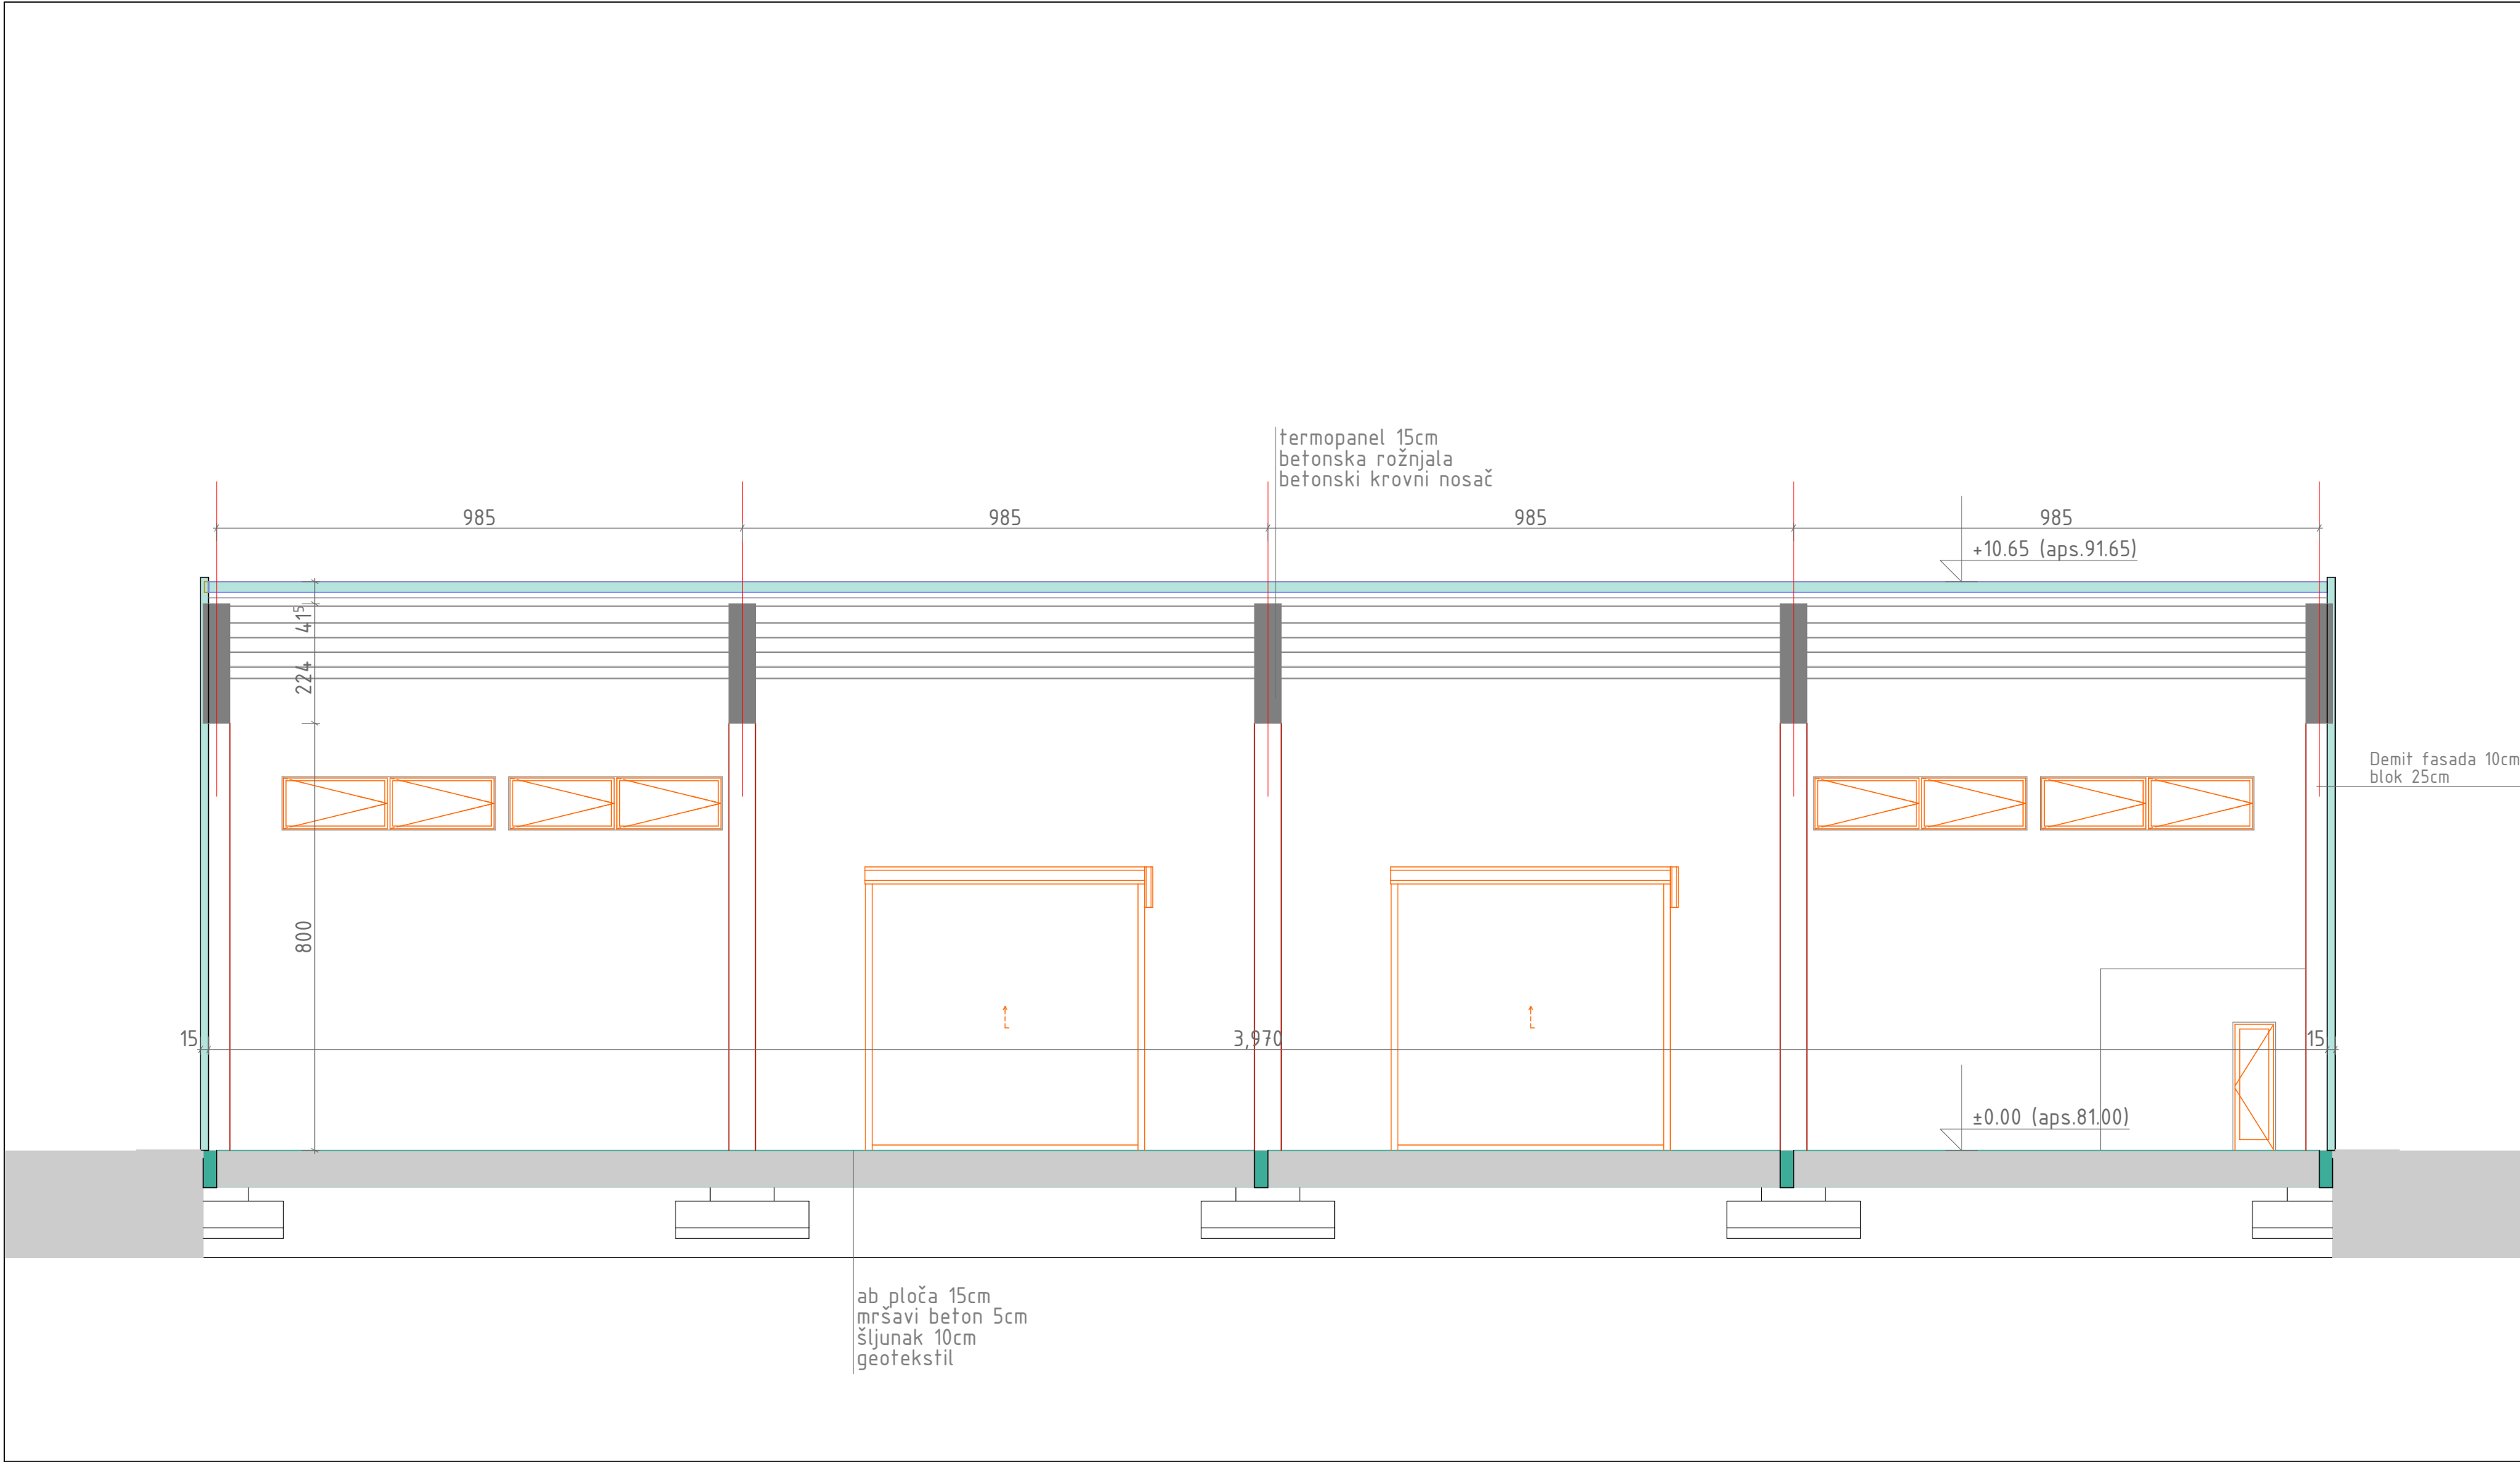 termopanel 15cm
betonska rožnjala
betonski krovni nosač
985
985
985
985
+10.65 (aps.91.65)
41⁵
224
800
Demit fasada 10cm
blok 25cm
15
3,970
15
±0.00 (aps.81.00)
ab ploča 15cm
mršavi beton 5cm
šljunak 10cm
geotekstil